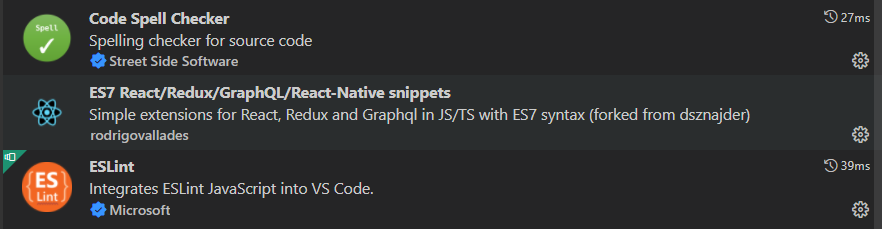 Spell
Code Spell Checker
27ms
Spelling checker for source code
Street Side Software
ES7 React/Redux/GraphQL/React-Native snippets
Simple extensions for React, Redux and Graphql in JS/TS with ES7 syntax (forked from dsznajder)
rodrigovallades
ES
Lint
ESLint
39ms
Integrates ESLint JavaScript into VS Code.
Microsoft